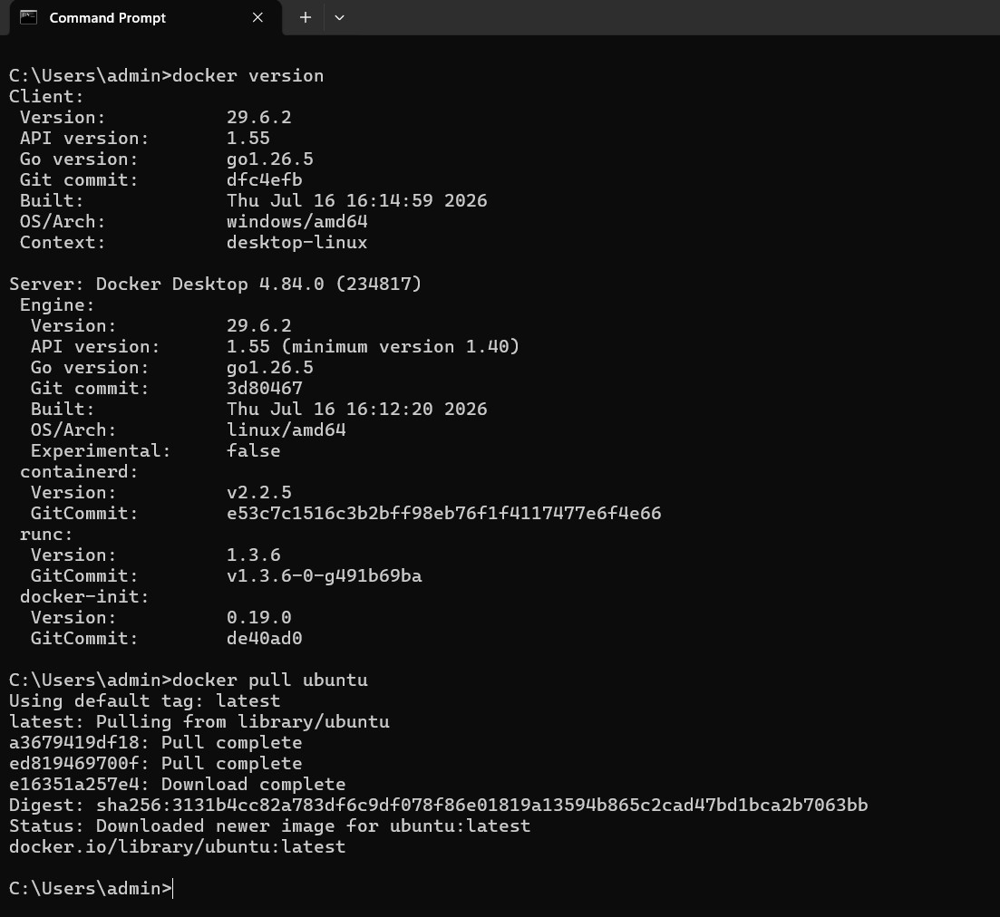 Command Prompt
C:\Users\admin>docker version
Client:
 Version:           29.6.2
 API version:       1.55
 Go version:        go1.26.5
 Git commit:        dfc4efb
 Built:             Thu Jul 16 16:14:59 2026
 OS/Arch:           windows/amd64
 Context:           desktop-linux

Server: Docker Desktop 4.84.0 (234817)
 Engine:
  Version:          29.6.2
  API version:      1.55 (minimum version 1.40)
  Go version:       go1.26.5
  Git commit:       3d80467
  Built:            Thu Jul 16 16:12:20 2026
  OS/Arch:          linux/amd64
  Experimental:     false
 containerd:
  Version:          v2.2.5
  GitCommit:        e53c7c1516c3b2bff98eb76f1f4117477e6f4e66
 runc:
  Version:          1.3.6
  GitCommit:        v1.3.6-0-g491b69ba
 docker-init:
  Version:          0.19.0
  GitCommit:        de40ad0

C:\Users\admin>docker pull ubuntu
Using default tag: latest
latest: Pulling from library/ubuntu
a3679419df18: Pull complete
ed819469700f: Pull complete
e16351a257e4: Download complete
Digest: sha256:3131b4cc82a783df6c9df078f86e01819a13594b865c2cad47bd1bca2b7063bb
Status: Downloaded newer image for ubuntu:latest
docker.io/library/ubuntu:latest

C:\Users\admin>